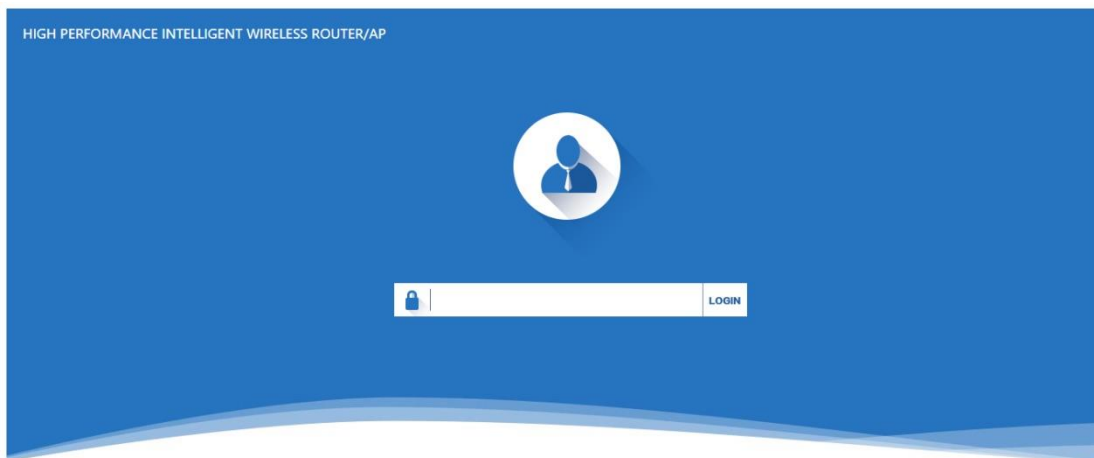 HIGH PERFORMANCE INTELLIGENT WIRELESS ROUTER/AP
LOGIN